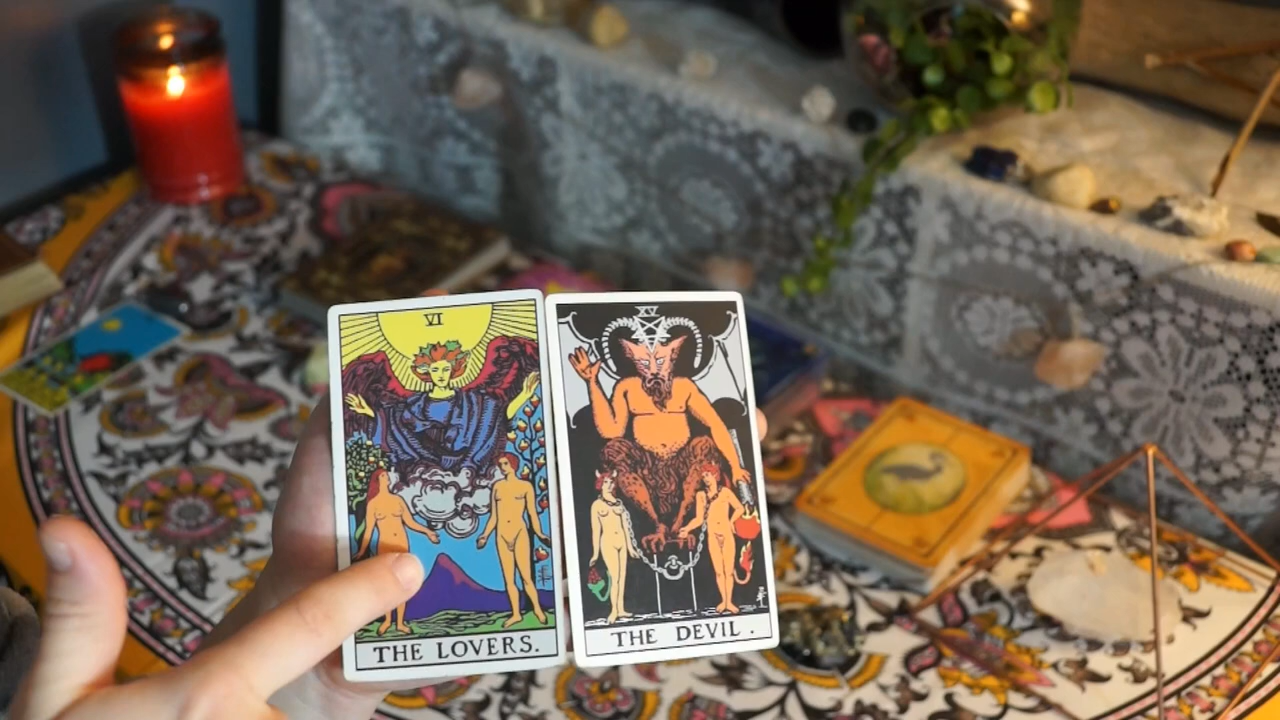 VI
THE LOVERS.
XV
THE DEVIL.